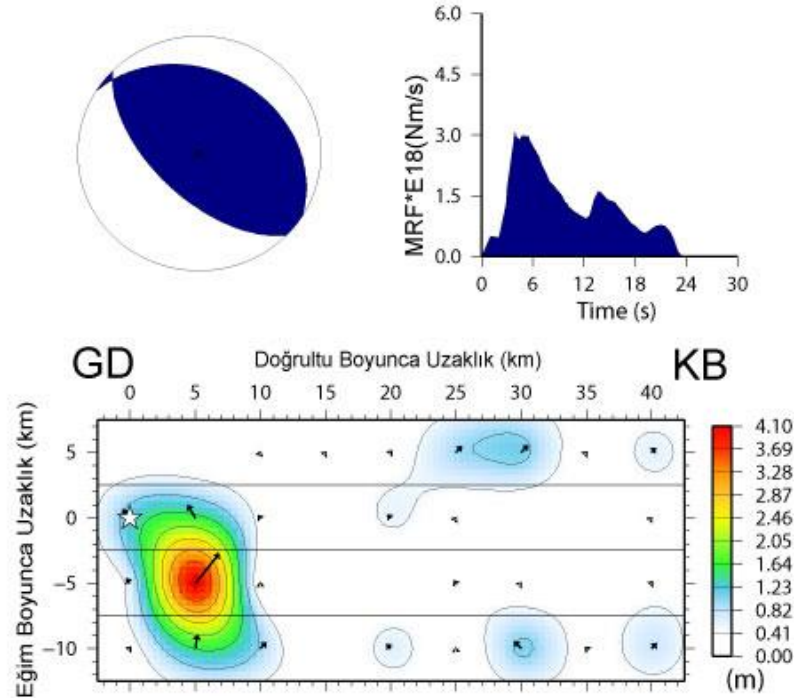 6.0
4.5
3.0
1.5
0.0
MRF*E18(Nm/s)
0 6 12 18 24 30
Time (s)
GD Doğrultu Boyunca Uzaklık (km) KB
0 5 10 15 20 25 30 35 40
Eğim Boyunca Uzaklık (km)
5
0
−5
−10
4.10
3.69
3.28
2.87
2.46
2.05
1.64
1.23
0.82
0.41
0.00
(m)